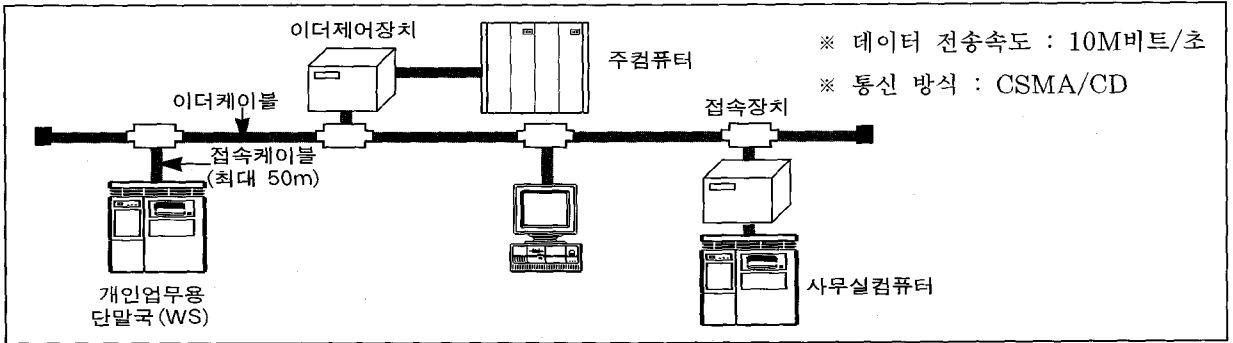 이더제어장치
주컴퓨터
※ 데이터 전송속도 : 10M비트/초
※ 통신 방식 : CSMA/CD
이더케이블
접속장치
접속케이블
(최대 50m)
개인업무용
단말국(WS)
사무실컴퓨터